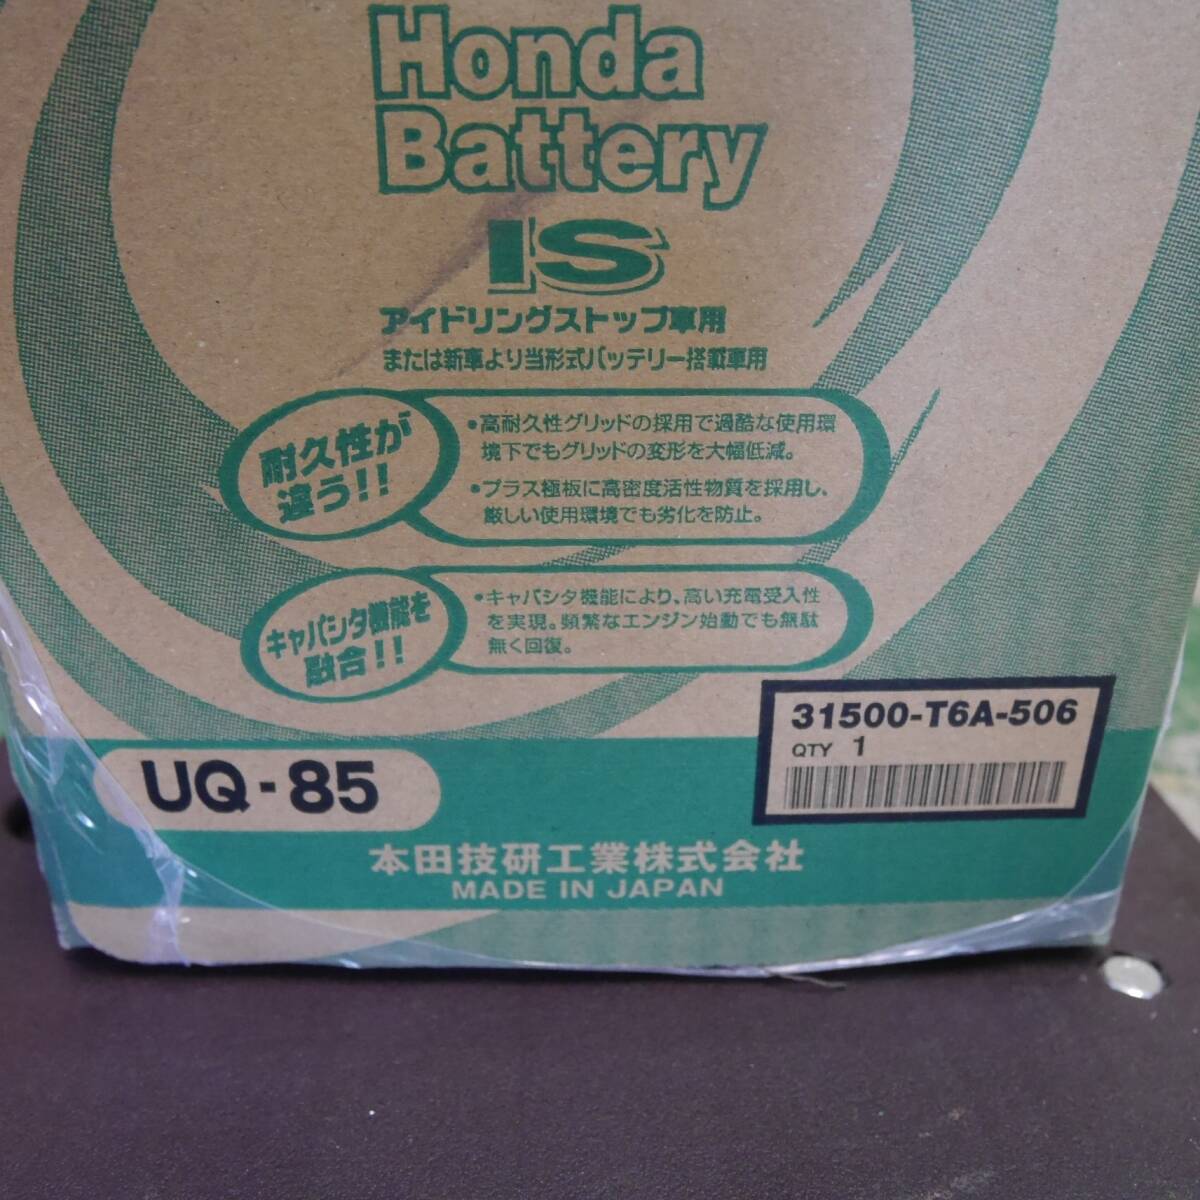 Honda
Battery
IS
アイドリングストップ車用
または新車より当形式バッテリー搭載車用
耐久性が
違う!!
・高耐久性グリッドの採用で過酷な使用環
境下でもグリッドの変形を大幅低減。
・プラス極板に高密度活性物質を採用し、
厳しい使用環境でも劣化を防止。
キャパシタ機能を
融合!!
・キャパシタ機能により、高い充電受入性
を実現。頻繁なエンジン始動でも無駄
無く回復。
31500-T6A-506
QTY 1
UQ-85
本田技研工業株式会社
MADE IN JAPAN